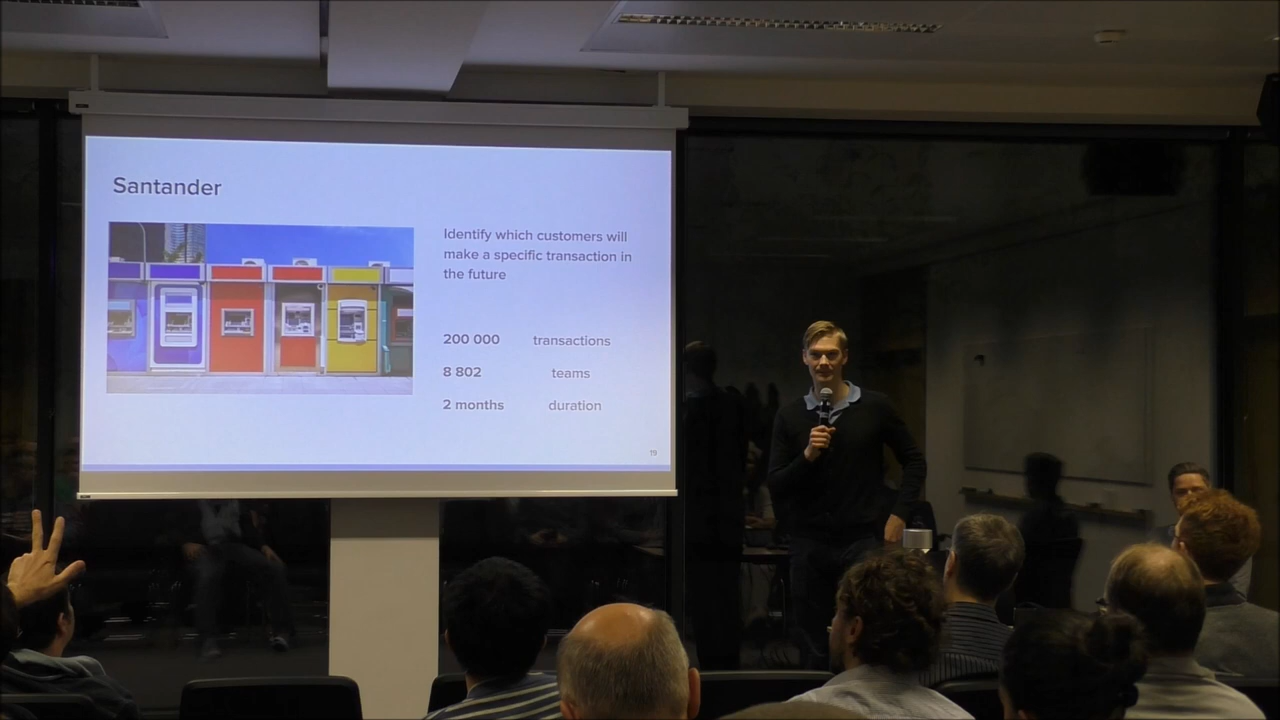 Santander
Identify which customers will
make a specific transaction in
the future
200 000 transactions
8 802 teams
2 months duration
19